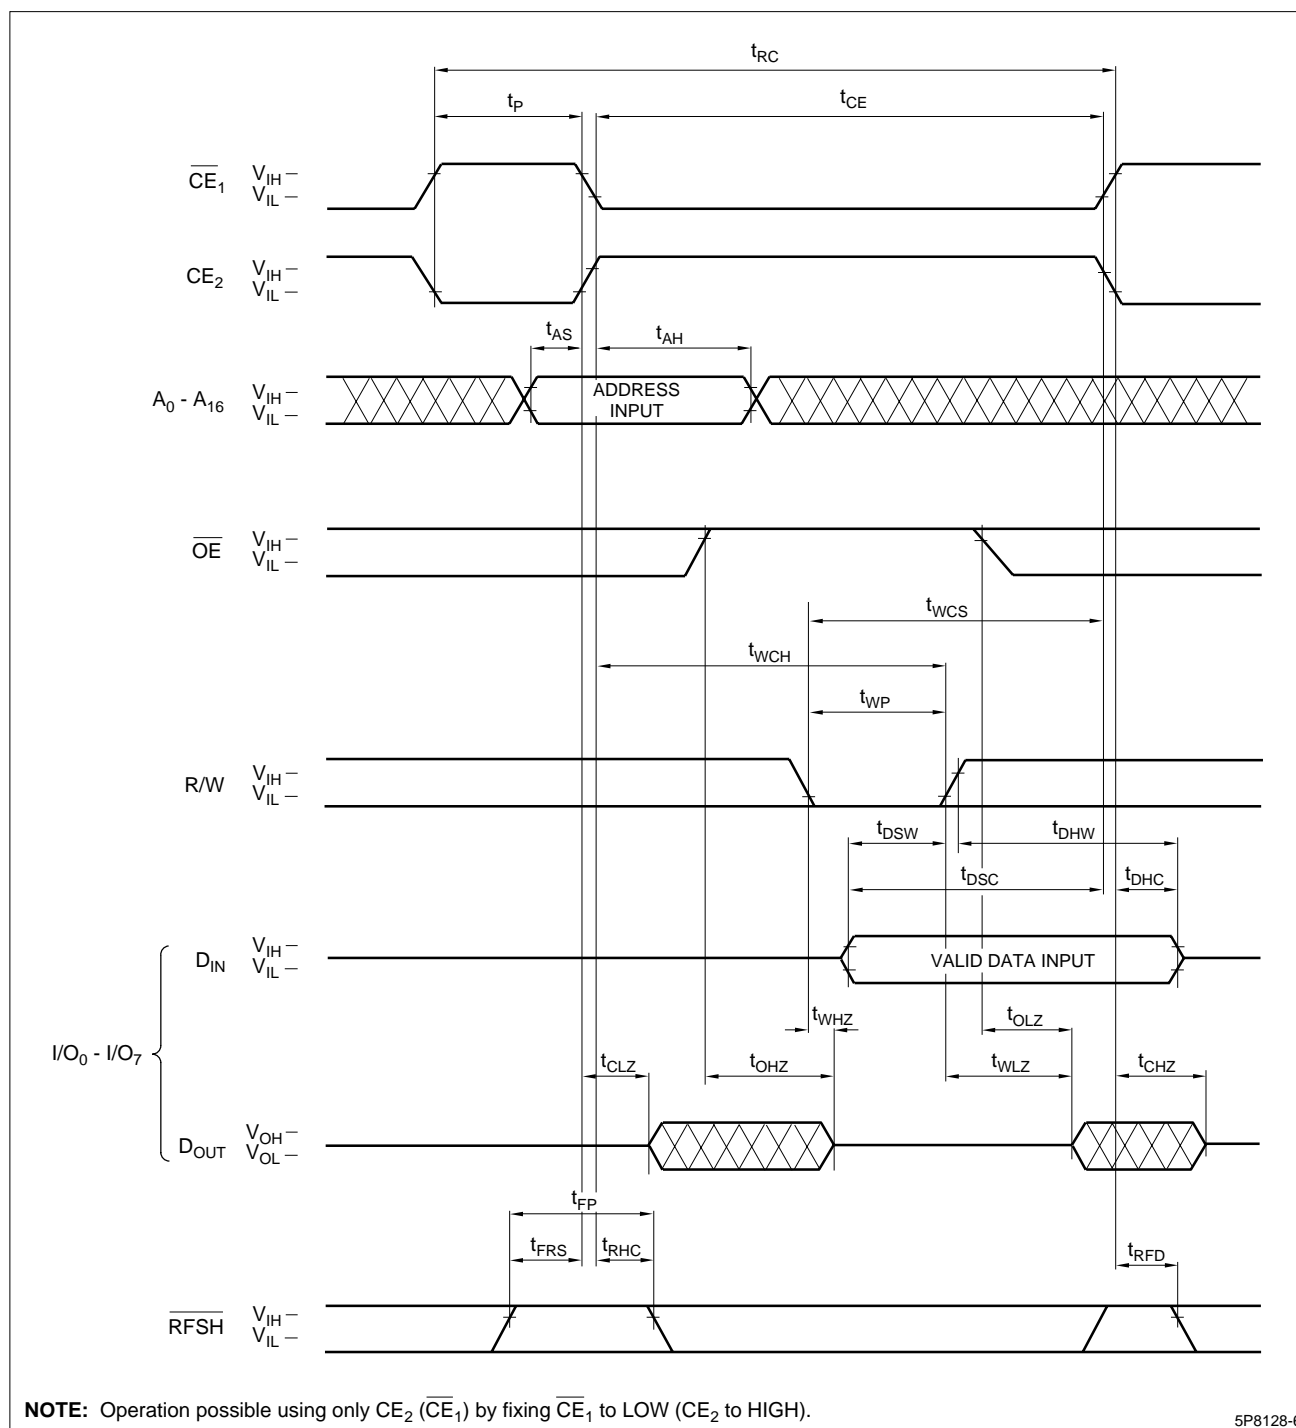 tRC
tP
tCE
CE1 VIH
VIL
CE2 VIH
VIL
tAS
tAH
A0 - A16 VIH
VIL
ADDRESS
INPUT
OE VIH
VIL
tWCS
tWCH
tWP
R/W VIH
VIL
tDSW
tDHW
tDSC
tDHC
DIN VIH
VIL
VALID DATA INPUT
tWHZ
tOLZ
I/O0 - I/O7
tCLZ
tOHZ
tWLZ
tCHZ
DOUT VOH
VOL
tFP
tFRS
tRHC
tRFD
RFSH VIH
VIL
NOTE: Operation possible using only CE2 (CE1) by fixing CE1 to LOW (CE2 to HIGH).
5P8128-6